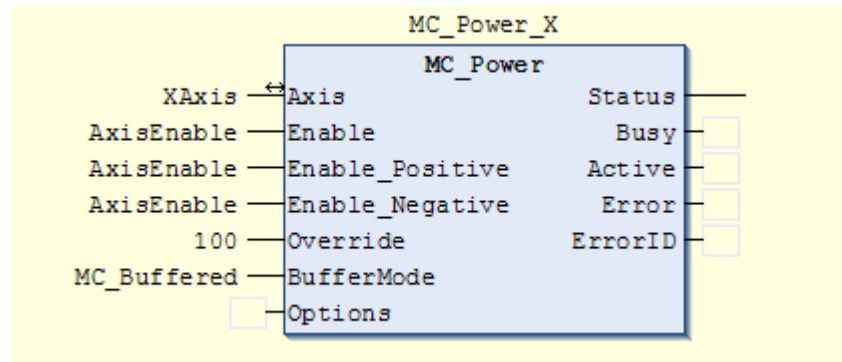 MC_Power_X
MC_Power
XAxis Axis Status
AxisEnable Enable Busy
AxisEnable Enable_Positive Active
AxisEnable Enable_Negative Error
100 Override ErrorID
MC_Buffered BufferMode
Options